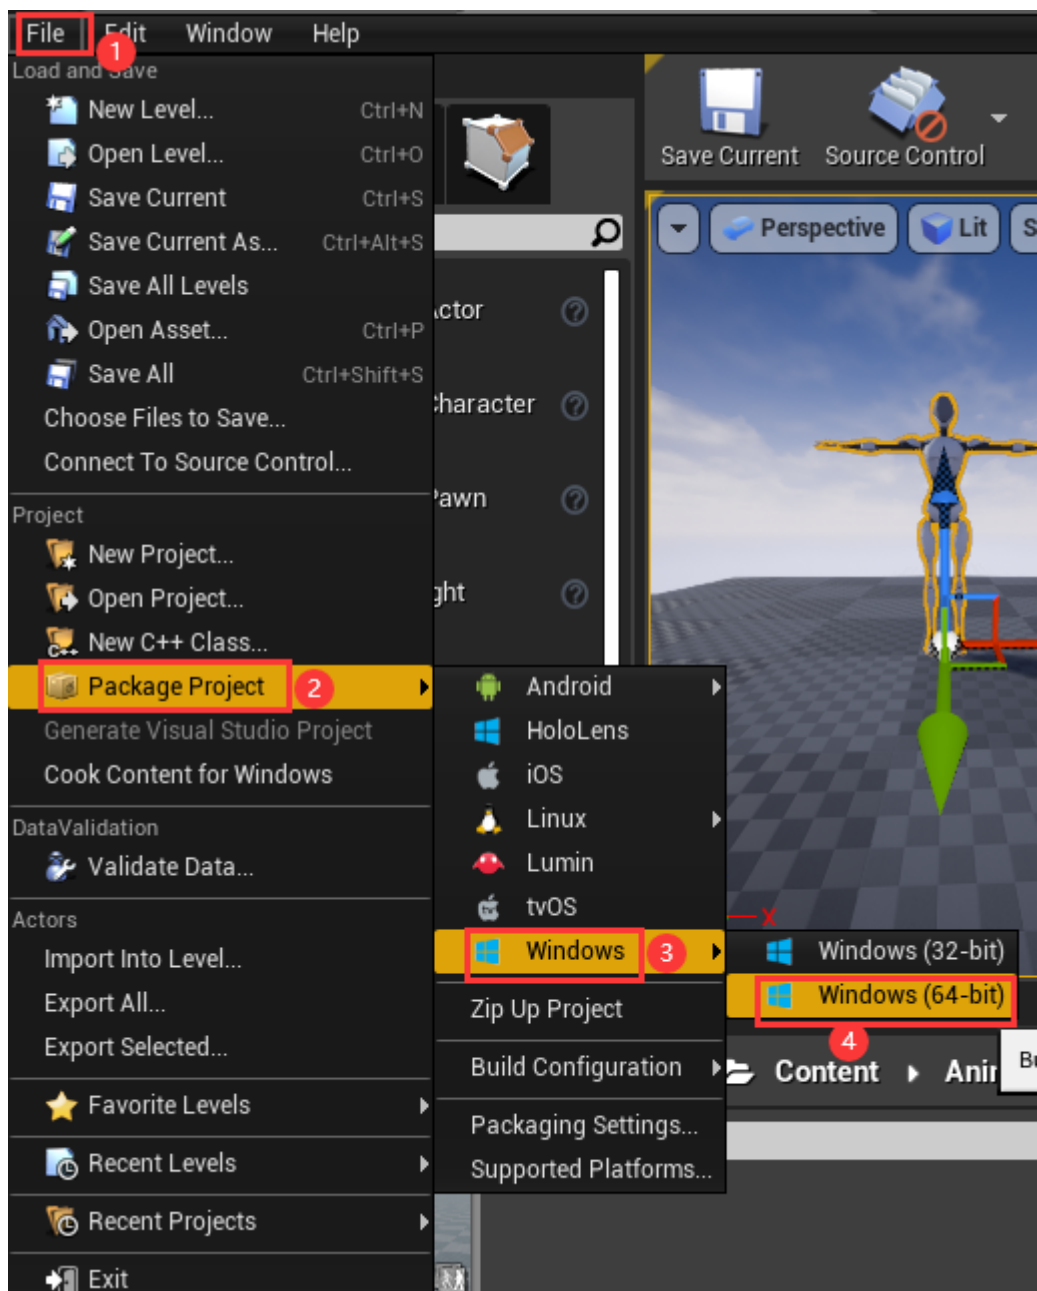 File Edit Window Help
1
Load and Save
New Level... Ctrl+N
Open Level... Ctrl+O
Save Current Ctrl+S
Save Current As... Ctrl+Alt+S
Save All Levels
Open Asset... Ctrl+P
Save All Ctrl+Shift+S
Choose Files to Save...
Connect To Source Control...
Project
New Project...
Open Project...
New C++ Class...
Package Project 2
Generate Visual Studio Project
Cook Content for Windows
DataValidation
Validate Data...
Actors
Import Into Level...
Export All...
Export Selected...
Favorite Levels
Recent Levels
Recent Projects
Exit
Android
HoloLens
iOS
Linux
Lumin
tvOS
Windows 3
Zip Up Project
Build Configuration
Packaging Settings...
Supported Platforms...
Windows (32-bit)
Windows (64-bit)
4
Save Current Source Control
Perspective Lit S
ctor
haracter
awn
ght
X
Content Anim
Bu